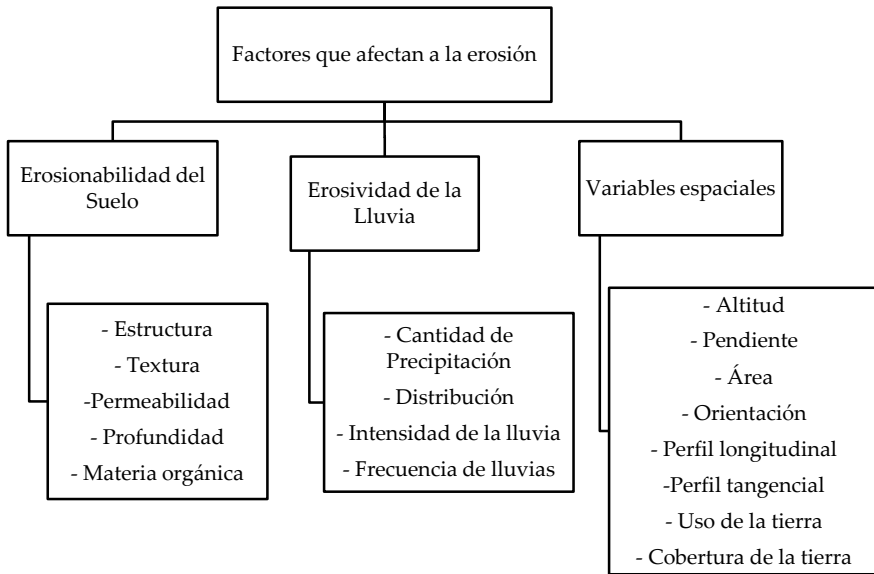 Factores que afectan a la erosión
Erosionabilidad del
Suelo
- Estructura
- Textura
-Permeabilidad
- Profundidad
- Materia orgánica
Erosividad de la
Lluvia
- Cantidad de
Precipitación
- Distribución
- Intensidad de la lluvia
- Frecuencia de lluvias
Variables espaciales
- Altitud
- Pendiente
- Área
- Orientación
- Perfil longitudinal
-Perfil tangencial
- Uso de la tierra
- Cobertura de la tierra